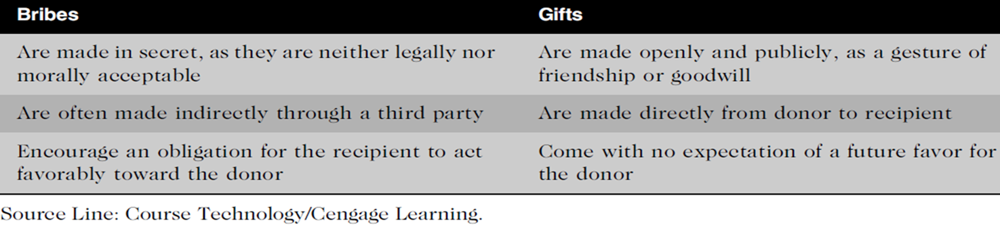 Bribes
Gifts
Are made in secret, as they are neither legally nor
morally acceptable
Are made openly and publicly, as a gesture of
friendship or goodwill
Are often made indirectly through a third party
Are made directly from donor to recipient
Encourage an obligation for the recipient to act
favorably toward the donor
Come with no expectation of a future favor for
the donor
Source Line: Course Technology/Cengage Learning.